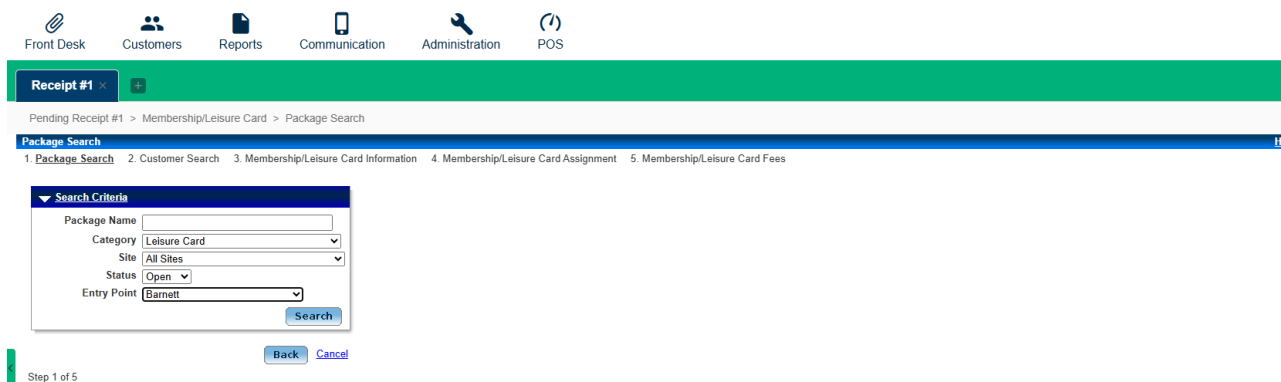 Front Desk Customers Reports Communication Administration POS
Receipt #1 × +
Pending Receipt #1 > Membership/Leisure Card > Package Search
Package Search
1. Package Search 2. Customer Search 3. Membership/Leisure Card Information 4. Membership/Leisure Card Assignment 5. Membership/Leisure Card Fees
Search Criteria
Package Name
Category Leisure Card
Site All Sites
Status Open
Entry Point Barnett
Search
Back Cancel
Step 1 of 5